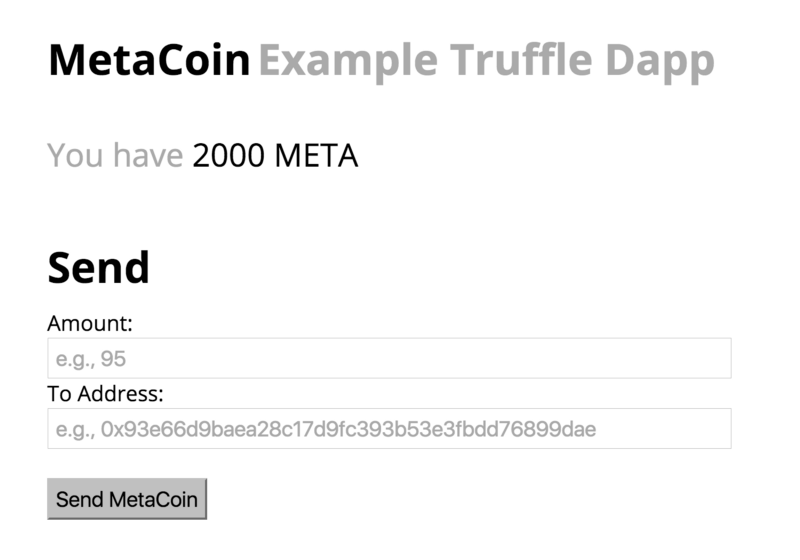 MetaCoin Example Truffle Dapp
You have 2000 META
Send
Amount:
e.g., 95
To Address:
e.g., 0x93e66d9baea28c17d9fc393b53e3fbdd76899dae
Send MetaCoin